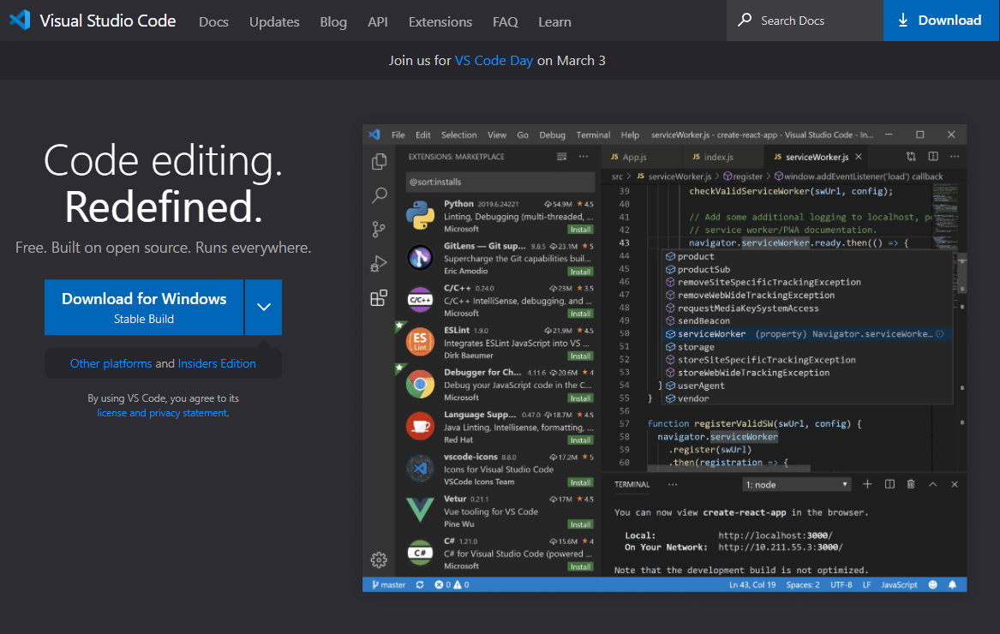 Visual Studio Code Docs Updates Blog API Extensions FAQ Learn Search Docs Download
Join us for VS Code Day on March 3
Code editing.
Redefined.
Free. Built on open source. Runs everywhere.
Download for Windows
Stable Build
Other platforms and Insiders Edition
By using VS Code, you agree to its
license and privacy statement.
File Edit Selection View Go Debug Terminal Help serviceWorker.js - create-react-app - Visual Studio Code - In...
EXTENSIONS: MARKETPLACE
...
@sort:installs
Python 2019.6.24221 54.9M 4.5
Linting, Debugging (multi-threaded, ...
Microsoft Install
GitLens — Git sup... 9.8.5 23.1M 5
Supercharge the Git capabilities buil...
Eric Amodio Install
C/C++
C/C++ 0.24.0 23M 3.5
C/C++ IntelliSense, debugging, and ...
Microsoft Install
ES
Lint
ESLint 1.9.0 21.9M 4.5
Integrates ESLint JavaScript into VS ...
Dirk Baeumer Install
Debugger for Ch... 4.11.6 20.6M 4
Debug your JavaScript code in the C...
Microsoft Install
Language Supp... 0.47.0 18.7M 4.5
Java Linting, Intellisense, formatting, ...
Red Hat Install
vscode-icons 8.8.0 17.2M 5
Icons for Visual Studio Code
VSCode Icons Team Install
Vetur 0.21.1 17M 4.5
Vue tooling for VS Code
Pine Wu Install
C#
C# 1.21.0 15.6M 4
C# for Visual Studio Code (powered ...
Microsoft Install
JS App.js JS index.js JS serviceWorker.js ...
src > JS serviceWorker.js > register > window.addEventListener('load') callback
39 checkValidServiceWorker(swUrl, config);
40
41 // Add some additional logging to localhost, po
42 // service worker/PWA documentation.
43 navigator.serviceWorker.ready.then(() => {
44 product
45 productSub
46 removeSiteSpecificTrackingException
47 removeWebWideTrackingException
48 requestMediaKeySystemAccess
49 sendBeacon
50 serviceWorker (property) Navigator.serviceWorke...
51 storage
52 storeSiteSpecificTrackingException
53 storeWebWideTrackingException
54 ] userAgent
55 } vendor
56
57 function registerValidSW(swUrl, config) {
58 navigator.serviceWorker
59 .register(swUrl)
60 .then(registration => {
TERMINAL ... 1: node
You can now view create-react-app in the browser.
Local: http://localhost:3000/
On Your Network: http://10.211.55.3:3000/
Note that the development build is not optimized.
master 0 0 Ln 43, Col 19 Spaces: 2 UTF-8 LF JavaScript